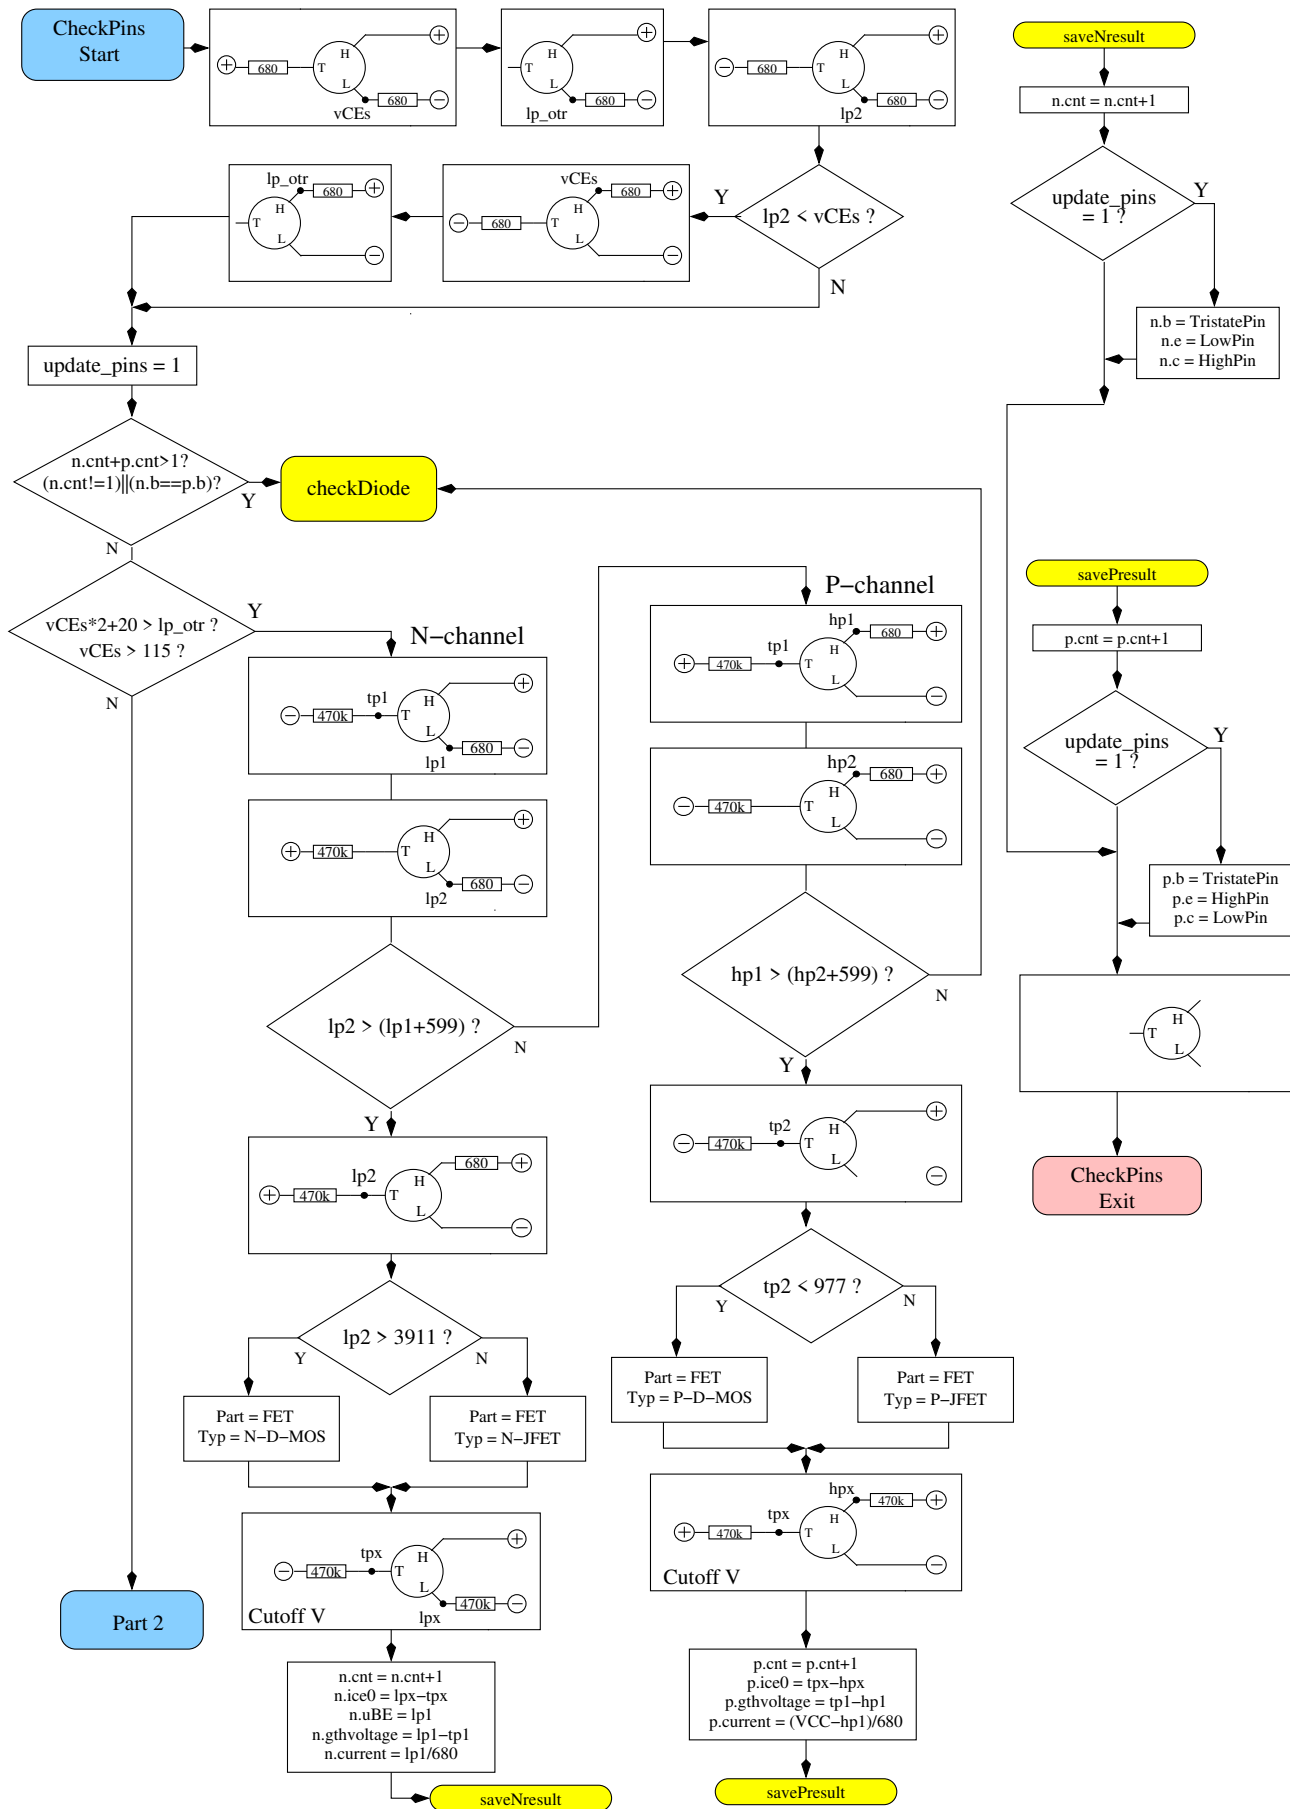 CheckPins
Start
680
T
H
L
680
vCEs
T
H
L
680
lp_otr
680
T
H
L
680
lp2
saveNresult
n.cnt = n.cnt+1
update_pins
= 1 ?
Y
n.b = TristatePin
n.e = LowPin
n.c = HighPin
lp_otr
680
T
H
L
vCEs
680
680
T
H
L
Y
lp2 < vCEs ?
N
update_pins = 1
n.cnt+p.cnt>1?
(n.cnt!=1)||(n.b==p.b)?
Y
N
checkDiode
vCEs*2+20 > lp_otr ?
vCEs > 115 ?
Y
N
N−channel
tp1
470k
T
H
L
680
lp1
470k
T
H
L
680
lp2
lp2 > (lp1+599) ?
N
Y
lp2
470k
T
H
L
680
lp2 > 3911 ?
Y
N
Part = FET
Typ = N−D−MOS
Part = FET
Typ = N−JFET
tpx
470k
T
H
L
470k
lpx
Cutoff V
n.cnt = n.cnt+1
n.ice0 = lpx−tpx
n.uBE = lp1
n.gthvoltage = lp1−tp1
n.current = lp1/680
saveNresult
Part 2
P−channel
hp1
680
tp1
470k
T
H
L
hp2
680
470k
T
H
L
hp1 > (hp2+599) ?
N
Y
tp2
470k
T
H
L
tp2 < 977 ?
Y
N
Part = FET
Typ = P−D−MOS
Part = FET
Typ = P−JFET
hpx
470k
tpx
470k
T
H
L
Cutoff V
p.cnt = p.cnt+1
p.ice0 = tpx−hpx
p.gthvoltage = tp1−hp1
p.current = (VCC−hp1)/680
savePresult
savePresult
p.cnt = p.cnt+1
update_pins
= 1 ?
Y
p.b = TristatePin
p.e = HighPin
p.c = LowPin
T
H
L
CheckPins
Exit